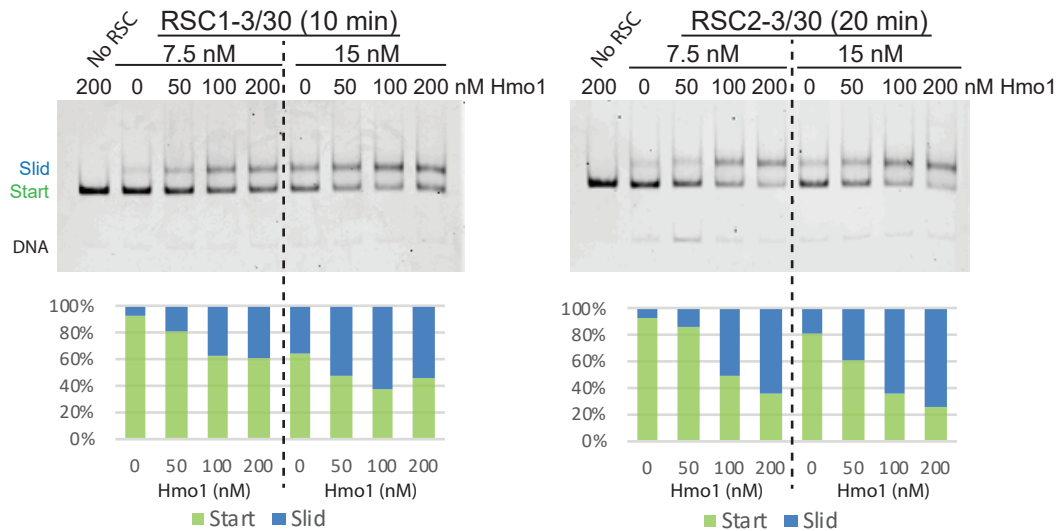 RSC1-3/30 (10 min)
No RSC
7.5 nM
15 nM
200 0 50 100 200 0 50 100 200 nM Hmo1
Slid
Start
DNA
100%
80%
60%
40%
20%
0%
0 50 100 200 0 50 100 200
Hmo1 (nM) Hmo1 (nM)
Start Slid
RSC2-3/30 (20 min)
No RSC
7.5 nM
15 nM
200 0 50 100 200 0 50 100 200 nM Hmo1
100%
80%
60%
40%
20%
0%
0 50 100 200 0 50 100 200
Hmo1 (nM) Hmo1 (nM)
Start Slid